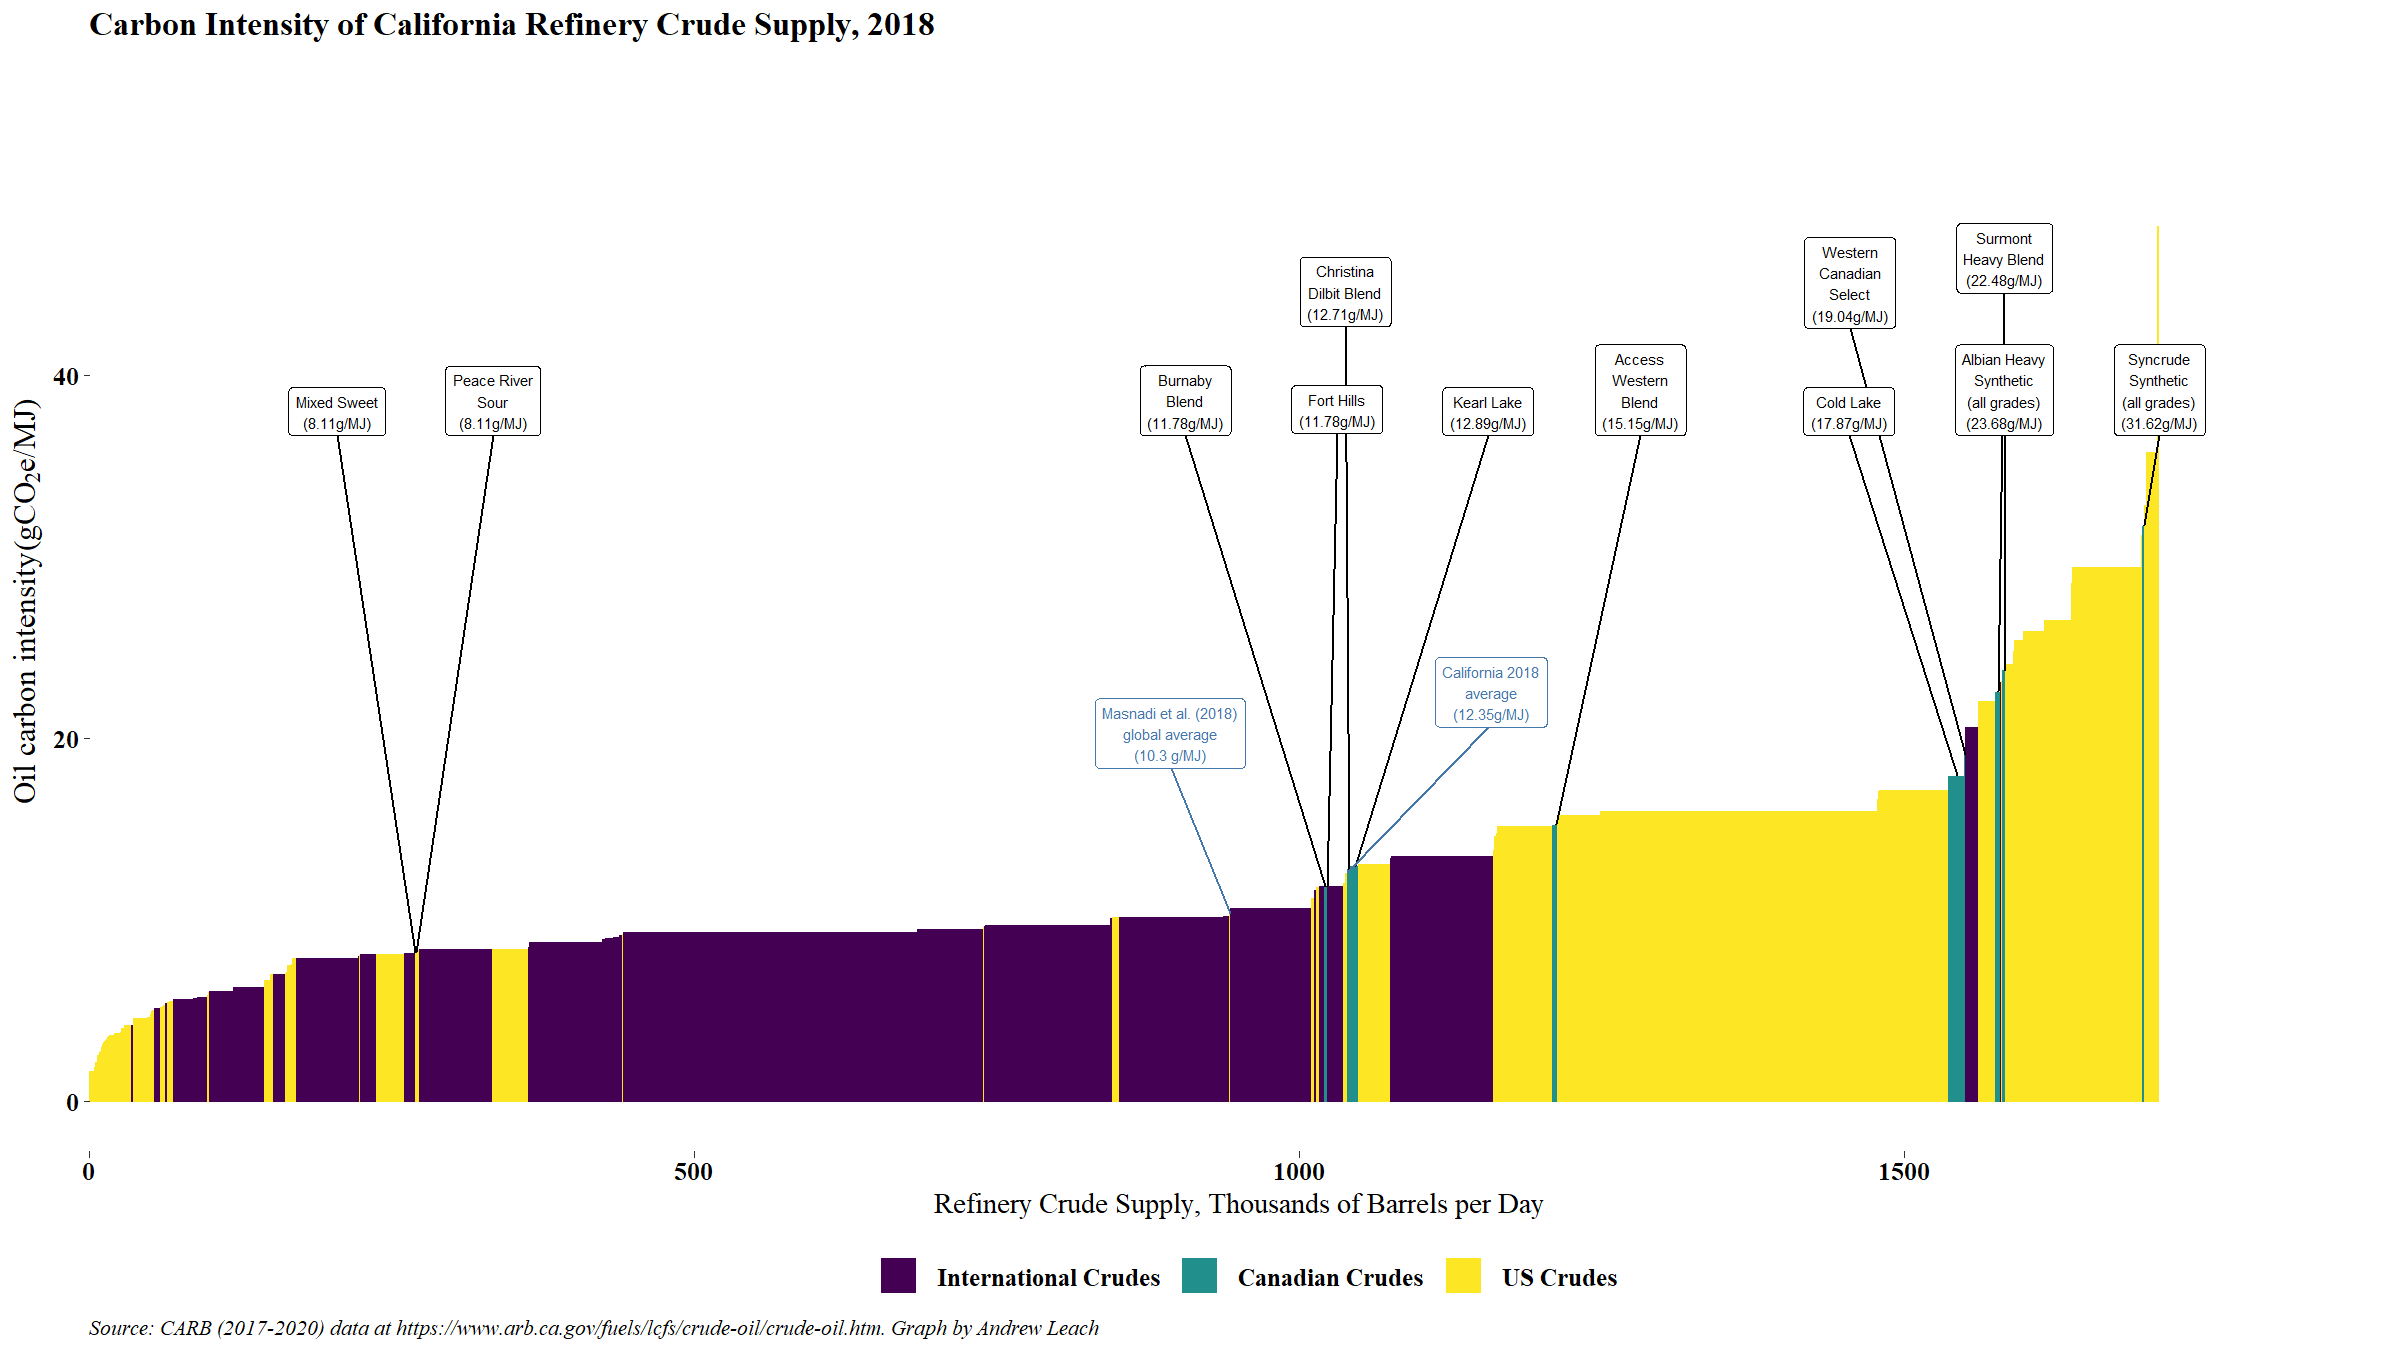 Carbon Intensity of California Refinery Crude Supply, 2018
Surmont
Heavy Blend
(22.48g/MJ)
Western
Canadian
Select
(19.04g/MJ)
Christina
Dilbit Blend
(12.71g/MJ)
Mixed Sweet
(8.11g/MJ)
Peace River
Sour
(8.11g/MJ)
Burnaby
Blend
(11.78g/MJ)
Fort Hills
(11.78g/MJ)
Kearl Lake
(12.89g/MJ)
Access
Western
Blend
(15.15g/MJ)
Cold Lake
(17.87g/MJ)
Albian Heavy
Synthetic
(all grades)
(23.68g/MJ)
Syncrude
Synthetic
(all grades)
(31.62g/MJ)
Masnadi et al. (2018)
global average
(10.3 g/MJ)
California 2018
average
(12.35g/MJ)
Oil carbon intensity(gCO₂e/MJ)
40
20
0
0 500 1000 1500
Refinery Crude Supply, Thousands of Barrels per Day
International Crudes Canadian Crudes US Crudes
Source: CARB (2017-2020) data at https://www.arb.ca.gov/fuels/lcfs/crude-oil/crude-oil.htm. Graph by Andrew Leach